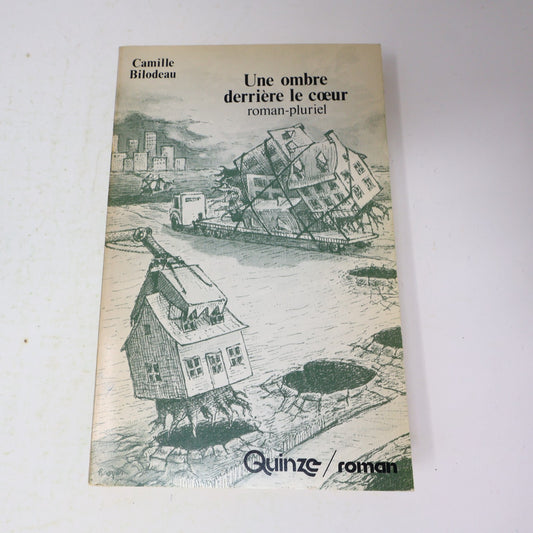 Camille
Bilodeau
Une ombre
derrière le cœur
roman-pluriel
Quinze / roman